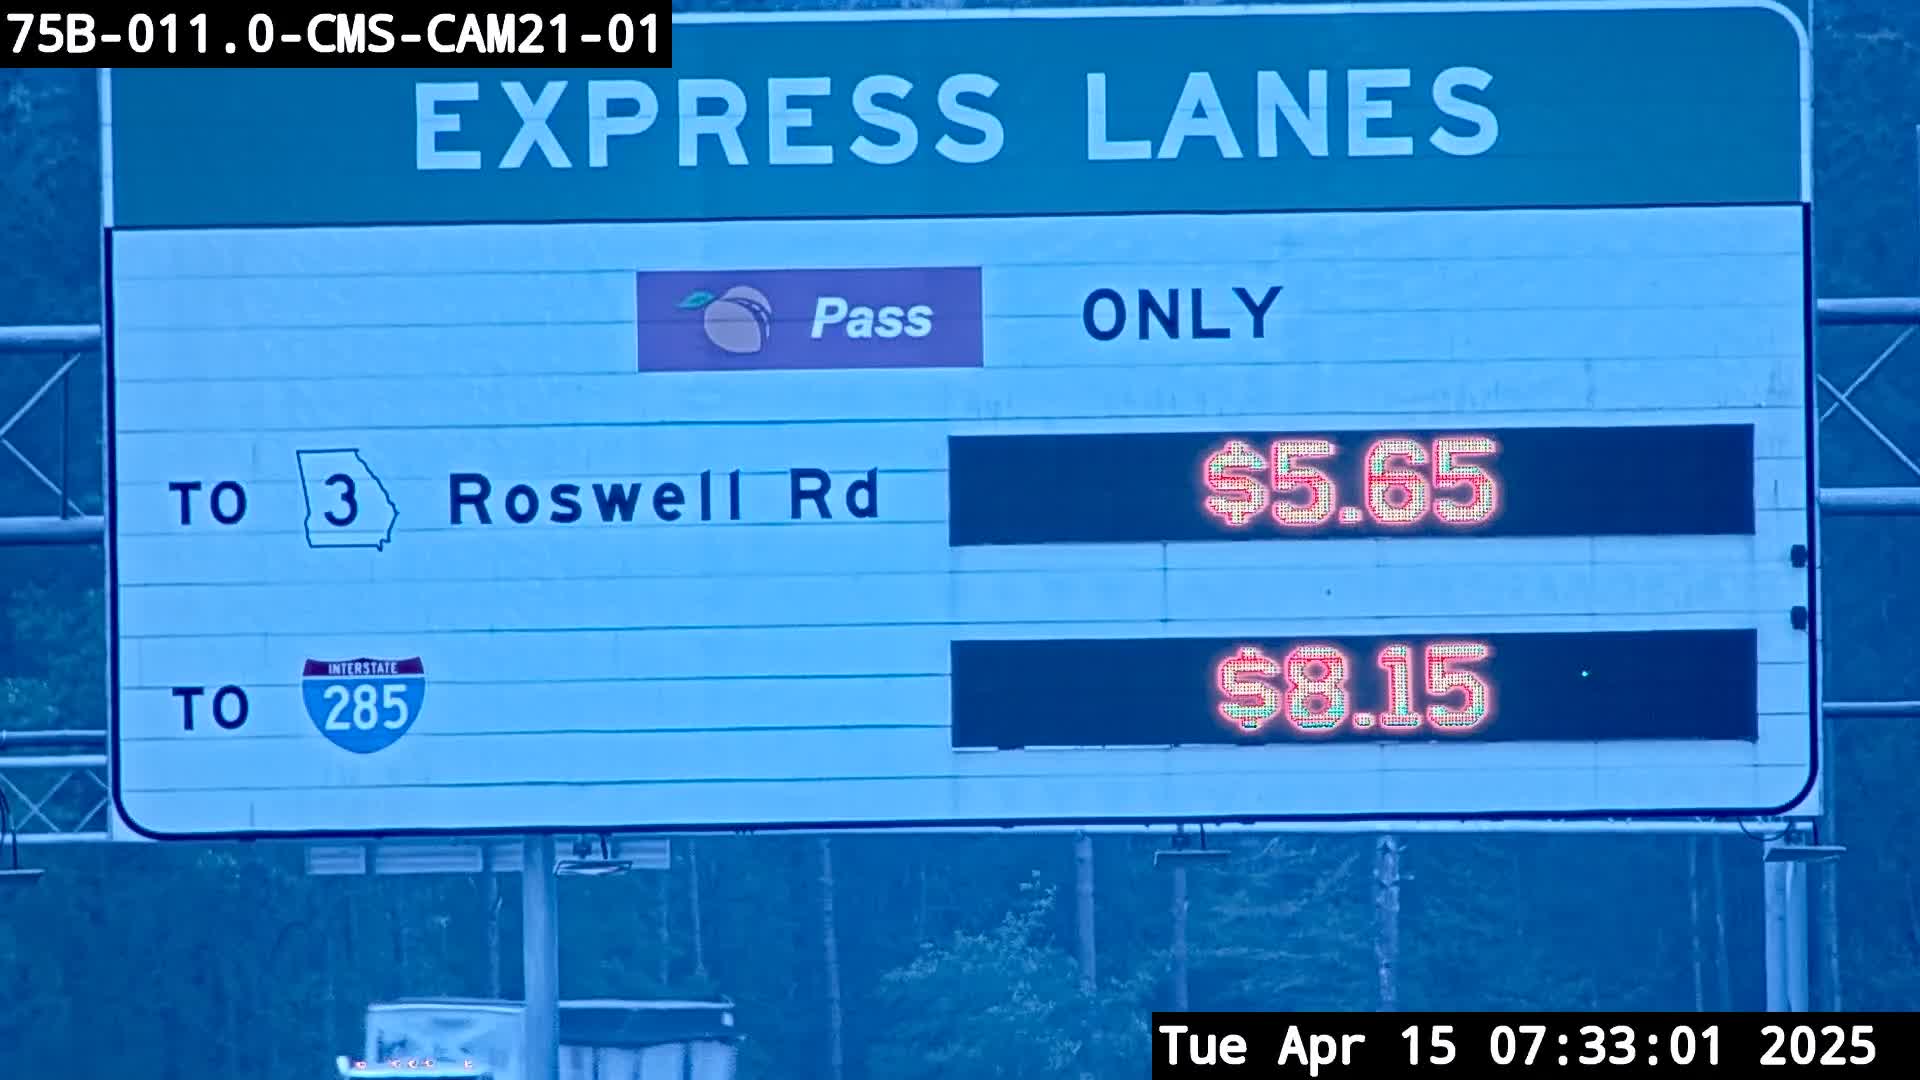 75B-011.0-CMS-CAM21-01
EXPRESS LANES
Pass ONLY
TO 3 Roswell Rd $5.65
INTERSTATE
TO 285 $8.15
Tue Apr 15 07:33:01 2025